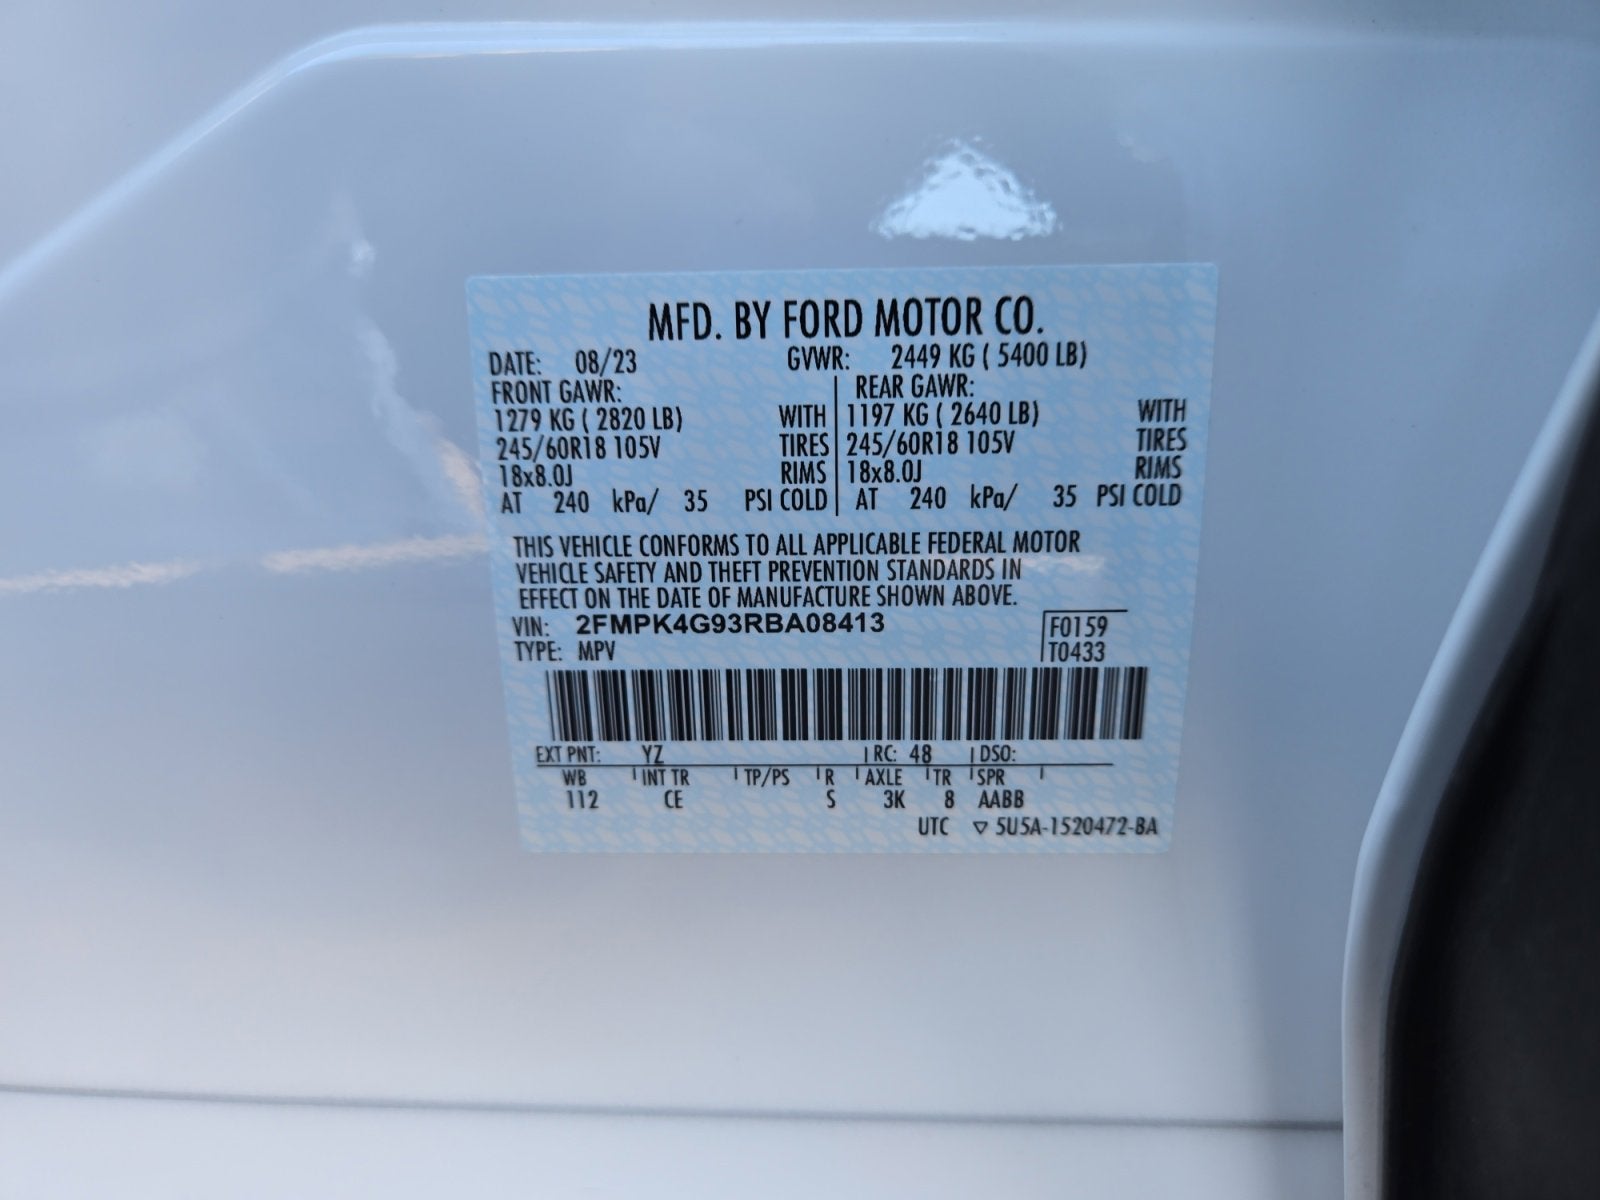 MFD. BY FORD MOTOR CO.
DATE: 08/23 GVWR: 2449 KG ( 5400 LB)
FRONT GAWR: REAR GAWR:
1279 KG ( 2820 LB) WITH 1197 KG ( 2640 LB) WITH
245/60R18 105V TIRES 245/60R18 105V TIRES
18x8.0J RIMS 18x8.0J RIMS
AT 240 kPa/ 35 PSI COLD AT 240 kPa/ 35 PSI COLD
THIS VEHICLE CONFORMS TO ALL APPLICABLE FEDERAL MOTOR
VEHICLE SAFETY AND THEFT PREVENTION STANDARDS IN
EFFECT ON THE DATE OF MANUFACTURE SHOWN ABOVE.
VIN: 2FMPK4G93RBA08413 F0159
TYPE: MPV T0433
EXT PNT: YZ RC: 48 DSO:
WB INT TR TP/PS R AXLE TR SPR
112 CE S 3K 8 AABB
UTC ▽ 5U5A-1520472-BA